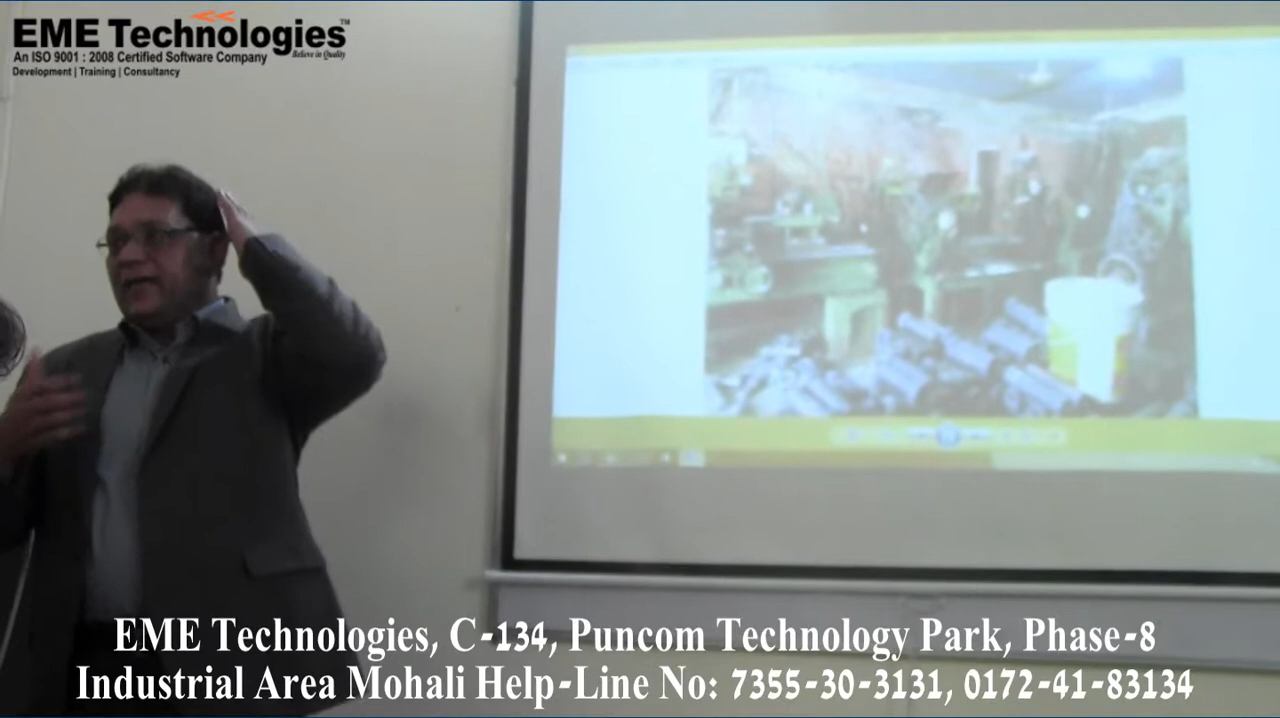 EME Technologies™
An ISO 9001 : 2008 Certified Software Company Believe in Quality
Development | Training | Consultancy
EME Technologies, C-134, Puncom Technology Park, Phase-8
Industrial Area Mohali Help-Line No: 7355-30-3131, 0172-41-83134